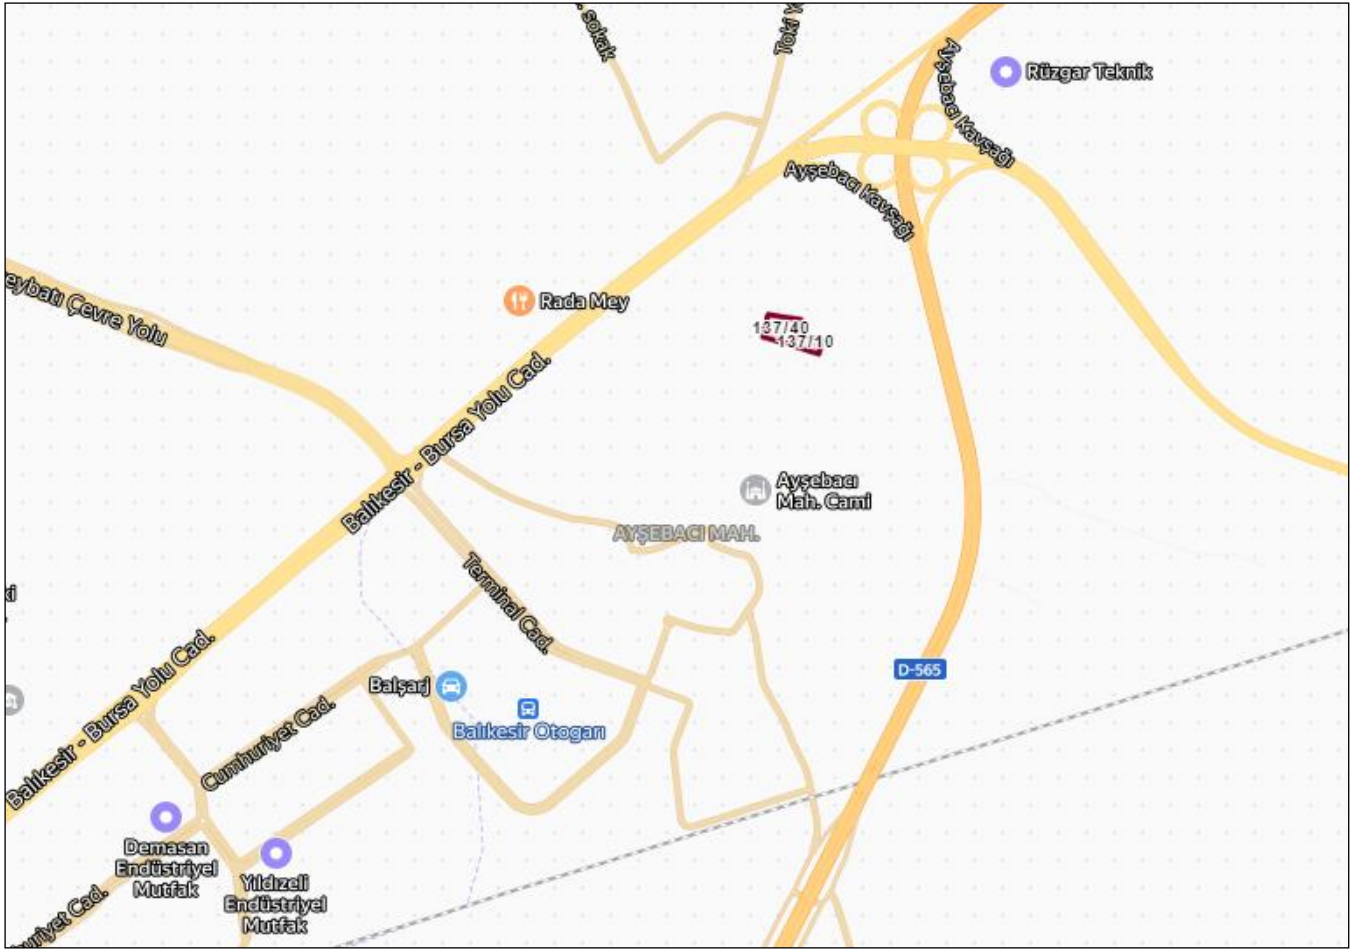 . sokak
Toki Y
Ayşebacı Kavşağı
Rüzgar Teknik
Ayşebacı Kavşağı
eybatı Çevre Yolu
Rada Mey
137/40
137/10
Balıkesir - Bursa Yolu Cad.
Ayşebacı
Mah. Cami
AYŞEBACI MAH.
Terminal Cad.
ki
Balıkesir - Bursa Yolu Cad.
D-565
Balşarj
Balıkesir Otogarı
Cumhuriyet Cad.
Demasan
Endüstriyel
Mutfak
Yıldızeli
Endüstriyel
Mutfak
huriyet Cad.